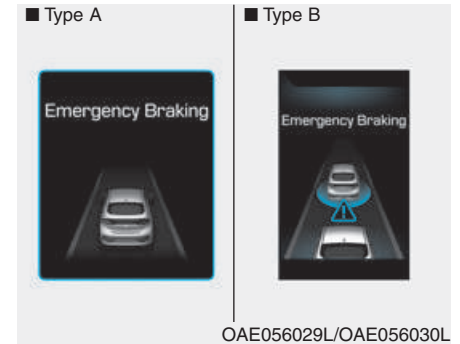 ■ Type A
■ Type B
Emergency Braking
Emergency Braking
OAE056029L/OAE056030L